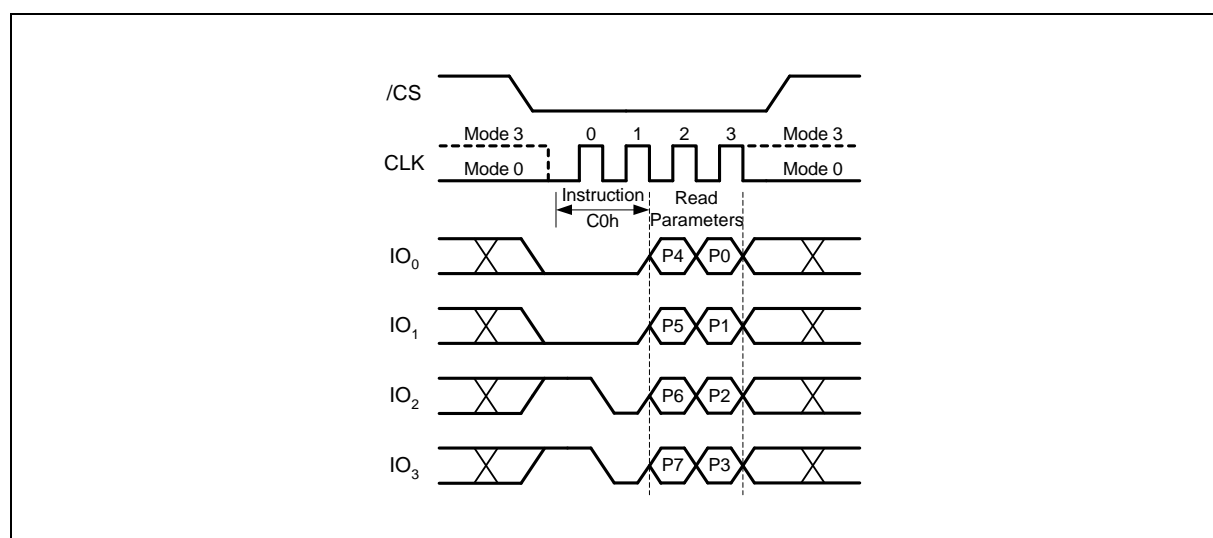 /CS
Mode 3 0 1 2 3 Mode 3
CLK
Mode 0 Mode 0
Instruction Read
C0h Parameters
IO0 P4 P0
IO1 P5 P1
IO2 P6 P2
IO3 P7 P3